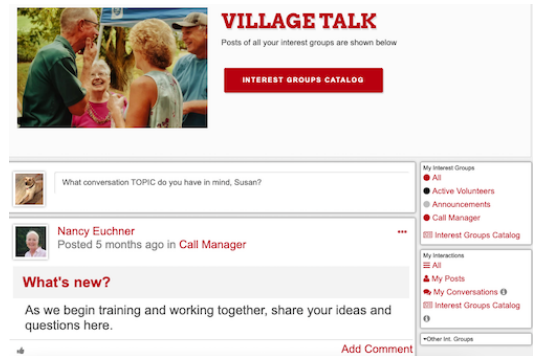 VILLAGE TALK
Posts of all your interest groups are shown below
INTEREST GROUPS CATALOG
What conversation TOPIC do you have in mind, Susan?
Nancy Euchner
Posted 5 months ago in Call Manager
What's new?
As we begin training and working together, share your ideas and
questions here.
Add Comment
My Interest Groups
All
Active Volunteers
Announcements
Call Manager
Interest Groups Catalog
My Interactions
All
My Posts
My Conversations
Interest Groups Catalog
Other Int. Groups